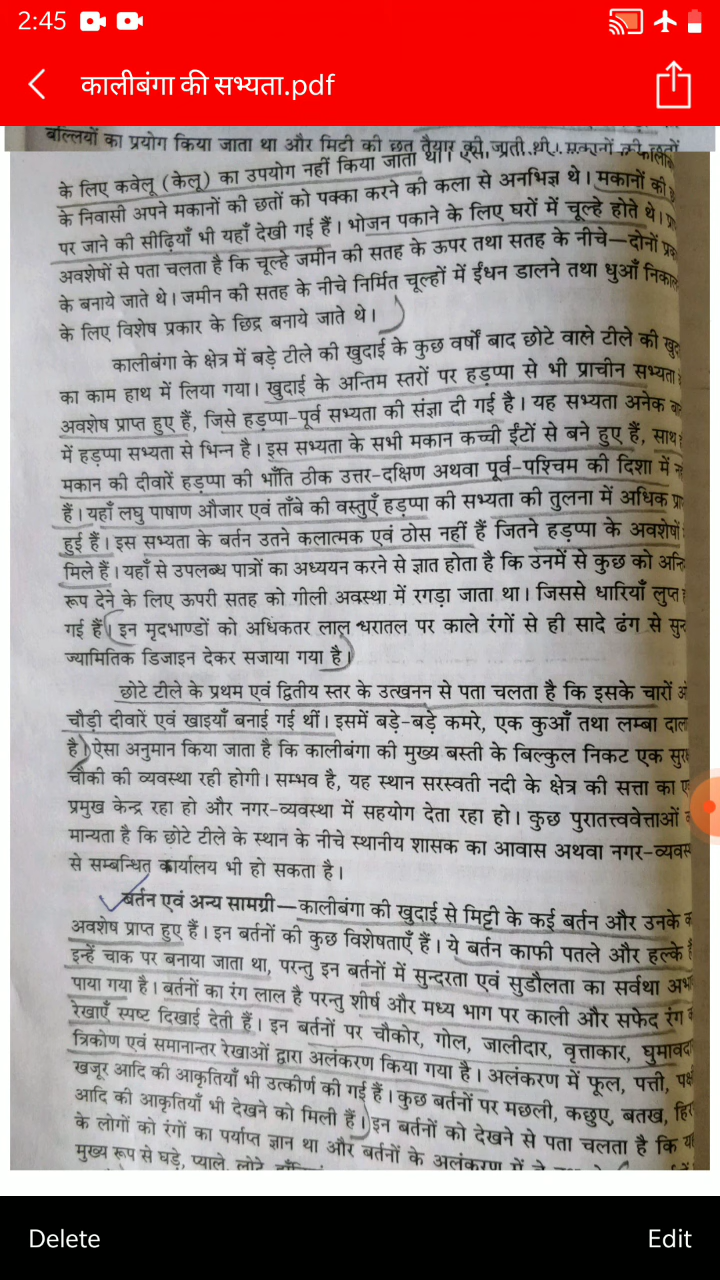 2:45
कालीबंगा की सभ्यता.pdf
बल्लियों का प्रयोग किया जाता था और मिट्टी की छत तैयार की जाती थी। मकानों की छतों
के लिए कवेलू (केलू) का उपयोग नहीं किया जाता था।
के निवासी अपने मकानों की छतों को पक्का करने की कला से अनभिज्ञ थे। मकानों की
पर जाने की सीढ़ियाँ भी यहाँ देखी गई हैं। भोजन पकाने के लिए घरों में चूल्हे होते थे।
अवशेषों से पता चलता है कि चूल्हे जमीन की सतह के ऊपर तथा सतह के नीचे—दोनों
के बनाये जाते थे। जमीन की सतह के नीचे निर्मित चूल्हों में ईंधन डालने तथा धुआँ निकाल
के लिए विशेष प्रकार के छिद्र बनाये जाते थे।
कालीबंगा के क्षेत्र में बड़े टीले की खुदाई के कुछ वर्षों बाद छोटे वाले टीले की
का काम हाथ में लिया गया। खुदाई के अन्तिम स्तरों पर हड़प्पा से भी प्राचीन सभ्यता
अवशेष प्राप्त हुए हैं, जिसे हड़प्पा-पूर्व सभ्यता की संज्ञा दी गई है। यह सभ्यता अनेक
में हड़प्पा सभ्यता से भिन्न है। इस सभ्यता के सभी मकान कच्ची ईंटों से बने हुए हैं, साथ
मकान की दीवारें हड़प्पा की भाँति ठीक उत्तर-दक्षिण अथवा पूर्व-पश्चिम की दिशा में
हैं। यहाँ लघु पाषाण औजार एवं ताँबे की वस्तुएँ हड़प्पा की सभ्यता की तुलना में अधिक
हुई हैं। इस सभ्यता के बर्तन उतने कलात्मक एवं ठोस नहीं हैं जितने हड़प्पा के अवशेषों
मिले हैं। यहाँ से उपलब्ध पात्रों का अध्ययन करने से ज्ञात होता है कि उनमें से कुछ को
रूप देने के लिए ऊपरी सतह को गीली अवस्था में रगड़ा जाता था। जिससे धारियाँ लुप्त
गई हैं। इन मृदभाण्डों को अधिकतर लाल धरातल पर काले रंगों से ही सादे ढंग से
ज्यामितिक डिजाइन देकर सजाया गया है।
छोटे टीले के प्रथम एवं द्वितीय स्तर के उत्खनन से पता चलता है कि इसके चारों
चौड़ी दीवारें एवं खाइयाँ बनाई गई थीं। इसमें बड़े-बड़े कमरे, एक कुआँ तथा लम्बा
है। ऐसा अनुमान किया जाता है कि कालीबंगा की मुख्य बस्ती के बिल्कुल निकट एक
चौकी की व्यवस्था रही होगी। सम्भव है, यह स्थान सरस्वती नदी के क्षेत्र की सत्ता का
प्रमुख केन्द्र रहा हो और नगर-व्यवस्था में सहयोग देता रहा हो। कुछ पुरातत्त्ववेत्ताओं
मान्यता है कि छोटे टीले के स्थान के नीचे स्थानीय शासक का आवास अथवा नगर-व्यवस
से सम्बन्धित कार्यालय भी हो सकता है।
बर्तन एवं अन्य सामग्री—कालीबंगा की खुदाई से मिट्टी के कई बर्तन और उनके
अवशेष प्राप्त हुए हैं। इन बर्तनों की कुछ विशेषताएँ हैं। ये बर्तन काफी पतले और हल्के
इन्हें चाक पर बनाया जाता था, परन्तु इन बर्तनों में सुन्दरता एवं सुडौलता का सर्वथा
पाया गया है। बर्तनों का रंग लाल है परन्तु शीर्ष और मध्य भाग पर काली और सफेद रंग
रेखाएँ स्पष्ट दिखाई देती हैं। इन बर्तनों पर चौकोर, गोल, जालीदार, वृत्ताकार, घुमावदा
त्रिकोण एवं समानान्तर रेखाओं द्वारा अलंकरण किया गया है। अलंकरण में फूल, पत्ती,
खजूर आदि की आकृतियाँ भी उत्कीर्ण की गई हैं। कुछ बर्तनों पर मछली, कछुए, बतख,
आदि की आकृतियाँ भी देखने को मिली हैं। इन बर्तनों को देखने से पता चलता है कि
के लोगों को रंगों का पर्याप्त ज्ञान था और बर्तनों के अलंकरण में
मुख्य रूप से घड़े, प्याले, लोटे,
Delete
Edit